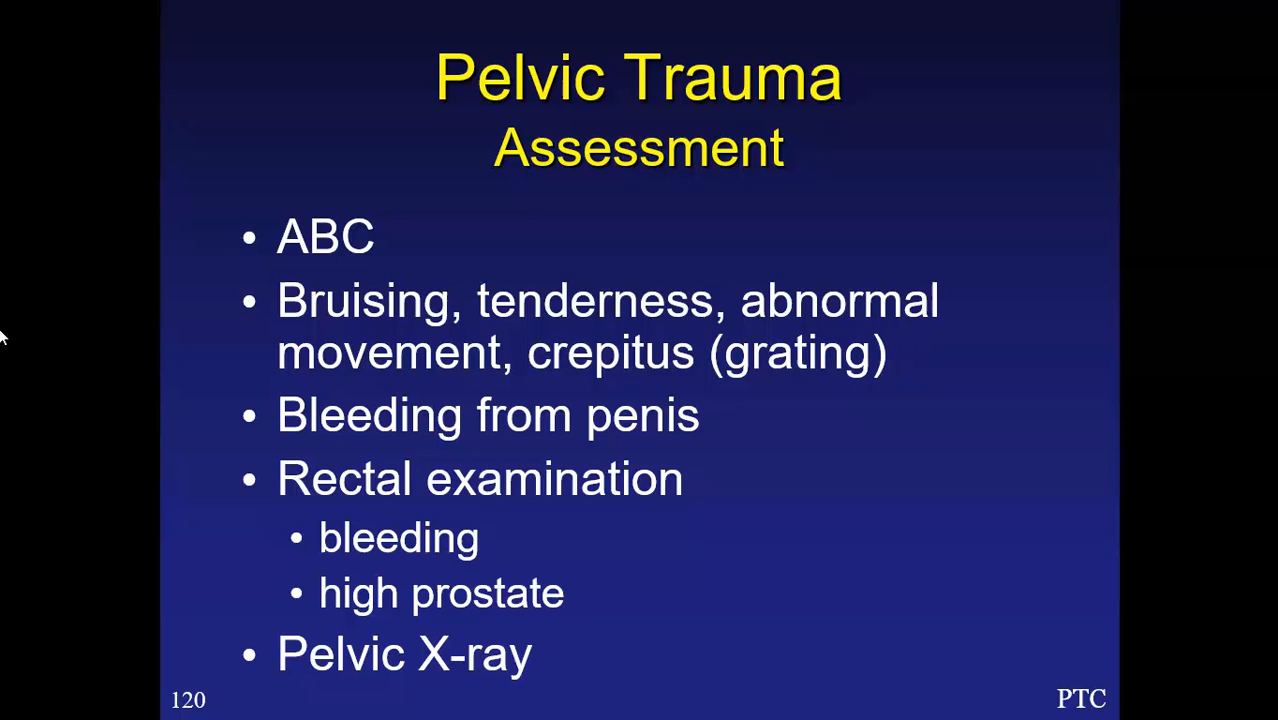 Pelvic Trauma
Assessment
• ABC
• Bruising, tenderness, abnormal
movement, crepitus (grating)
• Bleeding from penis
• Rectal examination
• bleeding
• high prostate
• Pelvic X-ray
120
PTC